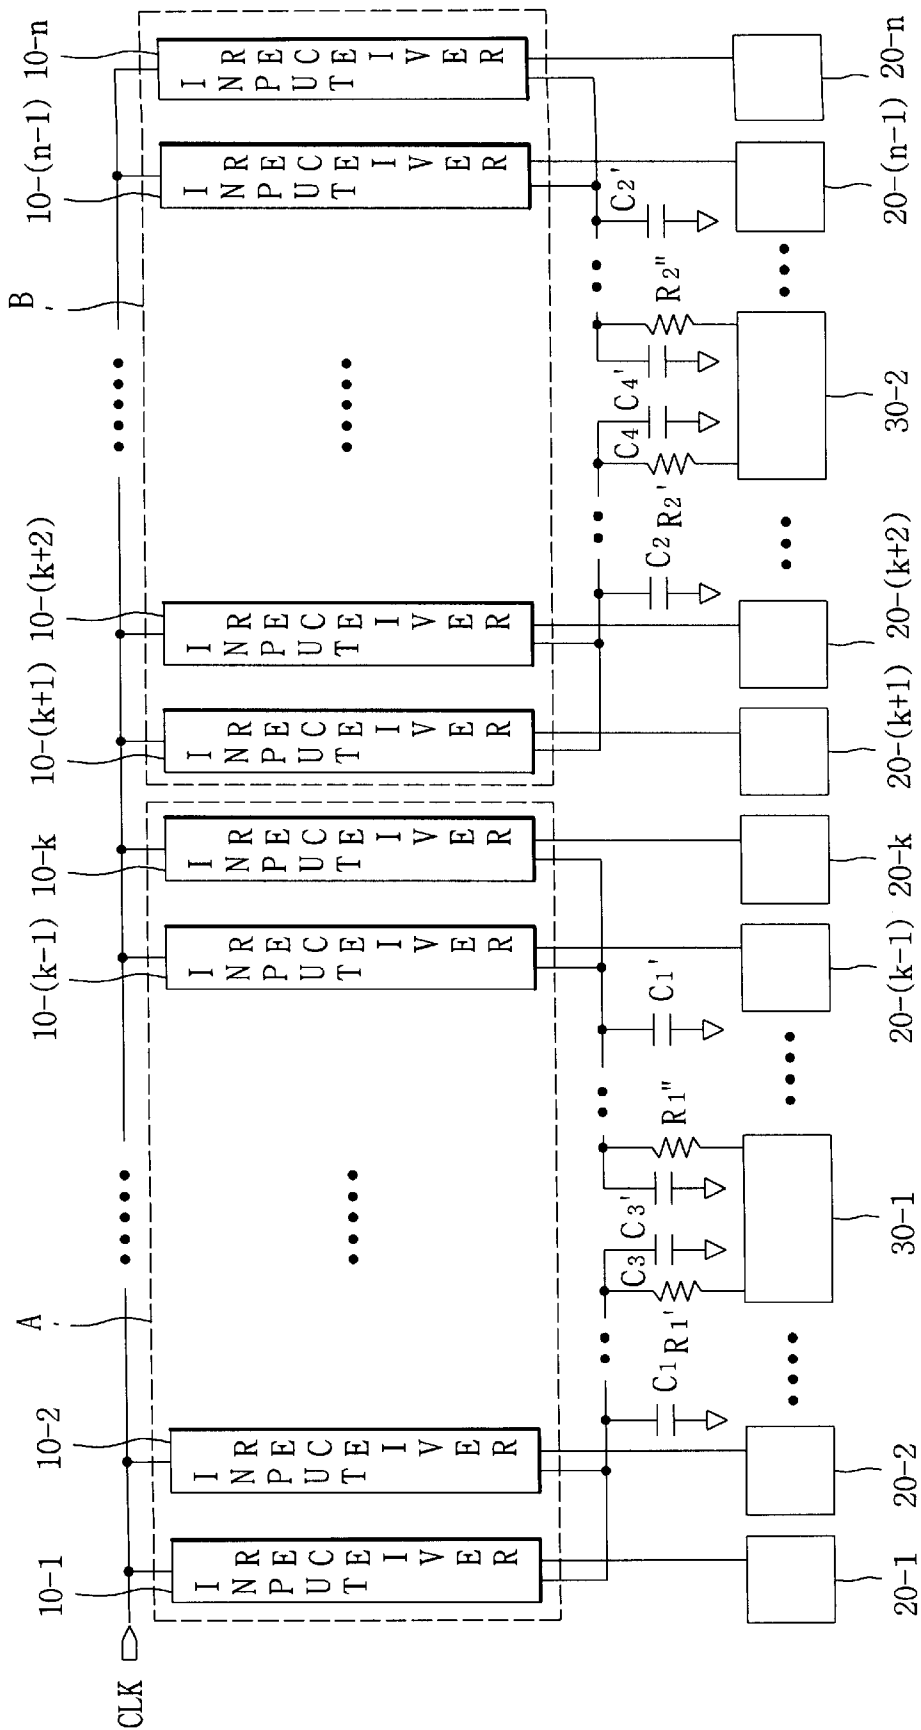 CLK
10-1
10-2
A
10-(k-1)
10-k
10-(k+1)
10-(k+2)
B
10-(n-1)
10-n
INPUT RECEIVER
INPUT RECEIVER
INPUT RECEIVER
INPUT RECEIVER
INPUT RECEIVER
INPUT RECEIVER
INPUT RECEIVER
INPUT RECEIVER
C1
R1'
C3
C3'
R1"
C1'
C2
R2'
C4
C4'
R2"
C2'
20-1
20-2
30-1
20-(k-1)
20-k
20-(k+1)
20-(k+2)
30-2
20-(n-1)
20-n